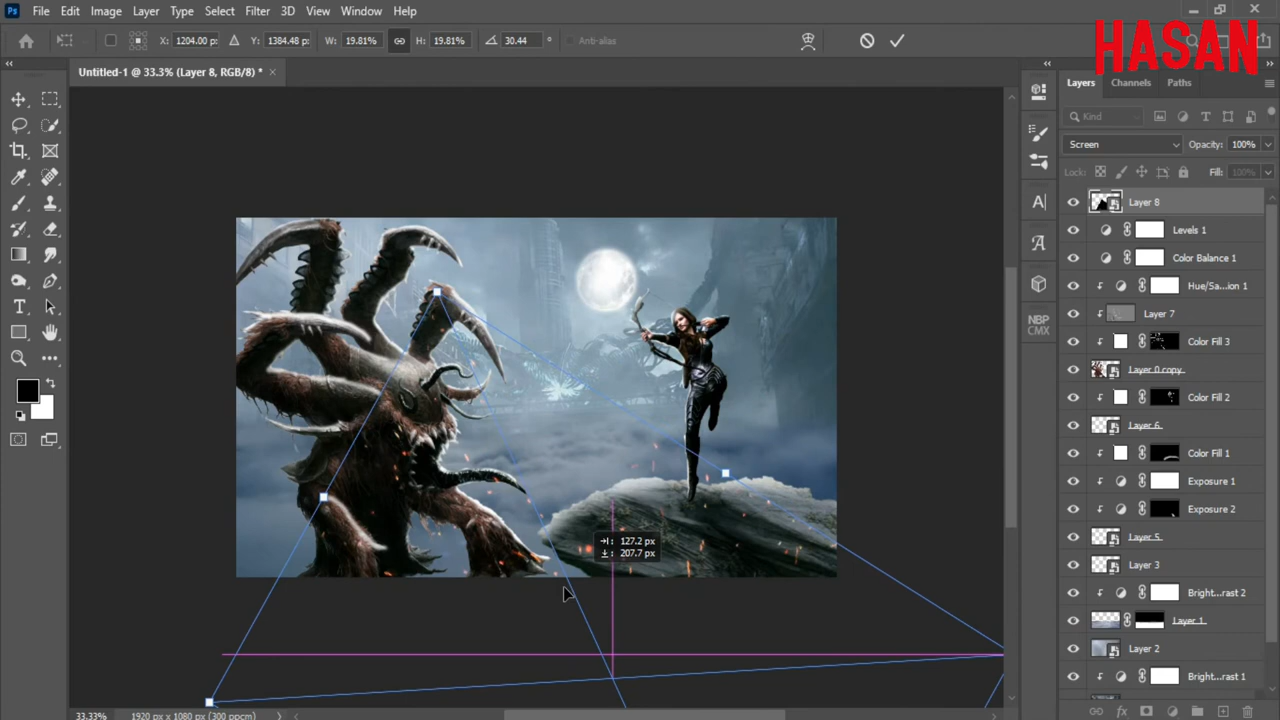 Ps File Edit Image Layer Type Select Filter 3D View Window Help
HASAN
X: 1204.00 p: Y: 1384.48 p: W: 19.81% H: 19.81% 30.44 ° Anti-alias
Untitled-1 @ 33.3% (Layer 8, RGB/8) * ×
Layers Channels Paths
Kind
Screen Opacity: 100%
Lock: Fill: 100%
Layer 8
Levels 1
Color Balance 1
Hue/Sa...ion 1
Layer 7
NBP
CMX
Color Fill 3
Layer 0 copy
Color Fill 2
Layer 6
Color Fill 1
Exposure 1
Exposure 2
Layer 5
127.2 px
207.7 px
Layer 3
Bright...rast 2
Layer 1
Layer 2
Bright...rast 1
33.33% 1920 px x 1080 px (300 ppcm)